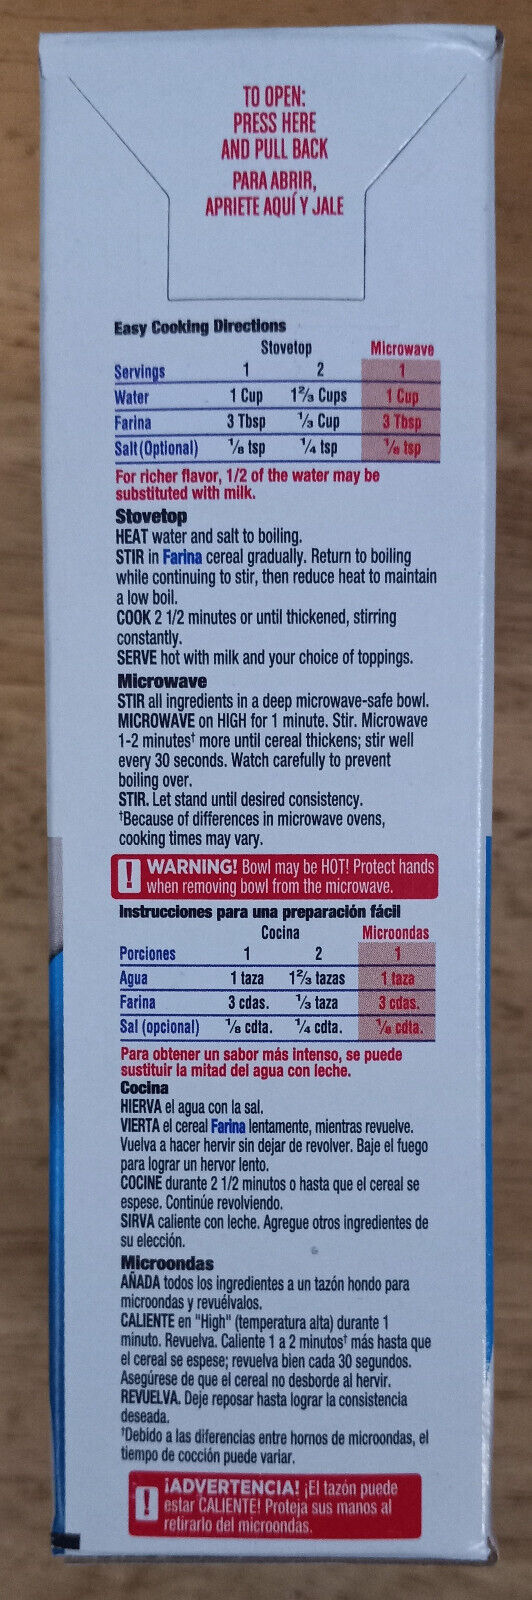 TO OPEN:
PRESS HERE
AND PULL BACK
PARA ABRIR,
APRIETE AQUÍ Y JALE
Easy Cooking Directions
Stovetop Microwave
Servings 1 2 1
Water 1 Cup 1 2/3 Cups 1 Cup
Farina 3 Tbsp 1/3 Cup 3 Tbsp
Salt (Optional) 1/8 tsp 1/4 tsp 1/8 tsp
For richer flavor, 1/2 of the water may be
substituted with milk.
Stovetop
HEAT water and salt to boiling.
STIR in Farina cereal gradually. Return to boiling
while continuing to stir, then reduce heat to maintain
a low boil.
COOK 2 1/2 minutes or until thickened, stirring
constantly.
SERVE hot with milk and your choice of toppings.
Microwave
STIR all ingredients in a deep microwave-safe bowl.
MICROWAVE on HIGH for 1 minute. Stir. Microwave
1-2 minutes† more until cereal thickens; stir well
every 30 seconds. Watch carefully to prevent
boiling over.
STIR. Let stand until desired consistency.
†Because of differences in microwave ovens,
cooking times may vary.
! WARNING! Bowl may be HOT! Protect hands
when removing bowl from the microwave.
Instrucciones para una preparación fácil
Cocina Microondas
Porciones 1 2 1
Agua 1 taza 1 2/3 tazas 1 taza
Farina 3 cdas. 1/3 taza 3 cdas.
Sal (opcional) 1/8 cdta. 1/4 cdta. 1/8 cdta.
Para obtener un sabor más intenso, se puede
sustituir la mitad del agua con leche.
Cocina
HIERVA el agua con la sal.
VIERTA el cereal Farina lentamente, mientras revuelve.
Vuelva a hacer hervir sin dejar de revolver. Baje el fuego
para lograr un hervor lento.
COCINE durante 2 1/2 minutos o hasta que el cereal se
espese. Continúe revolviendo.
SIRVA caliente con leche. Agregue otros ingredientes de
su elección.
Microondas
AÑADA todos los ingredientes a un tazón hondo para
microondas y revuélvalos.
CALIENTE en "High" (temperatura alta) durante 1
minuto. Revuelva. Caliente 1 a 2 minutos† más hasta que
el cereal se espese; revuelva bien cada 30 segundos.
Asegúrese de que el cereal no desborde al hervir.
REVUELVA. Deje reposar hasta lograr la consistencia
deseada.
†Debido a las diferencias entre hornos de microondas, el
tiempo de cocción puede variar.
! ¡ADVERTENCIA! ¡El tazón puede
estar CALIENTE! Proteja sus manos al
retirarlo del microondas.